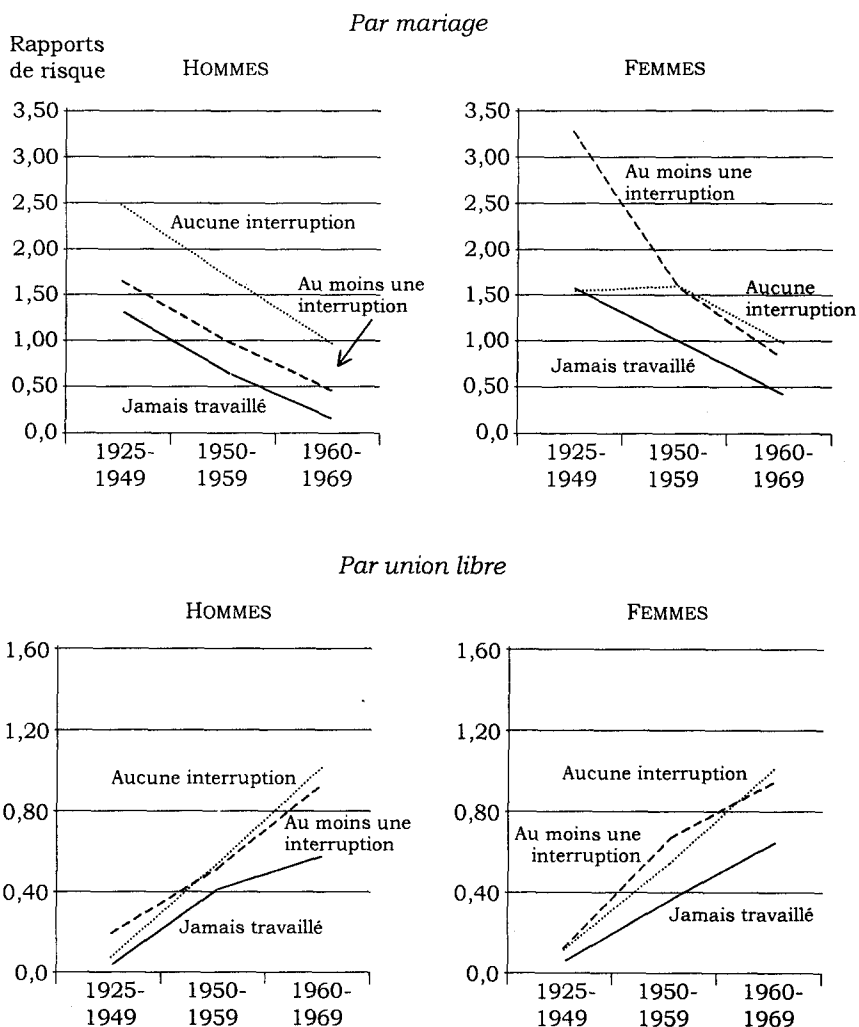 Par mariage
Rapports
de risque
HOMMES
3,50
3,00
2,50
2,00
1,50
1,00
0,50
0,0
Aucune interruption
Au moins une
interruption
Jamais travaillé
1925-
1949
1950-
1959
1960-
1969
FEMMES
3,50
3,00
2,50
2,00
1,50
1,00
0,50
0,0
Au moins une
interruption
Aucune
interruption
Jamais travaillé
1925-
1949
1950-
1959
1960-
1969
Par union libre
HOMMES
1,60
1,20
0,80
0,40
0,0
Aucune interruption
Au moins une
interruption
Jamais travaillé
1925-
1949
1950-
1959
1960-
1969
FEMMES
1,60
1,20
0,80
0,40
0,0
Aucune interruption
Au moins une
interruption
Jamais travaillé
1925-
1949
1950-
1959
1960-
1969